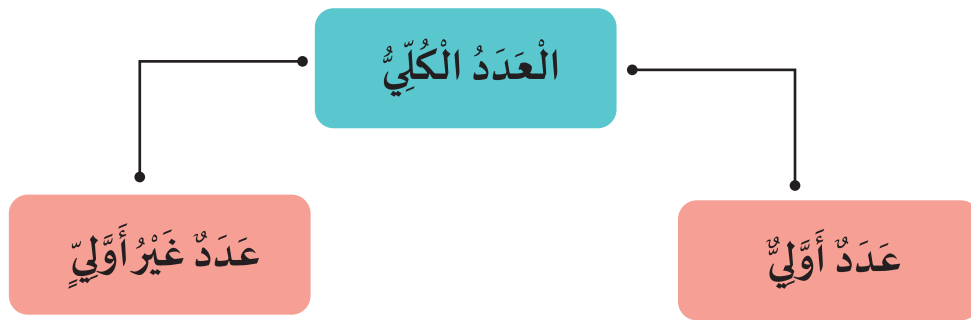 الْعَدَدُ الْكُلِّيُّ
عَدَدٌ أَوَّلِيٌّ
عَدَدٌ غَيْرُ أَوَّلِيٍّ